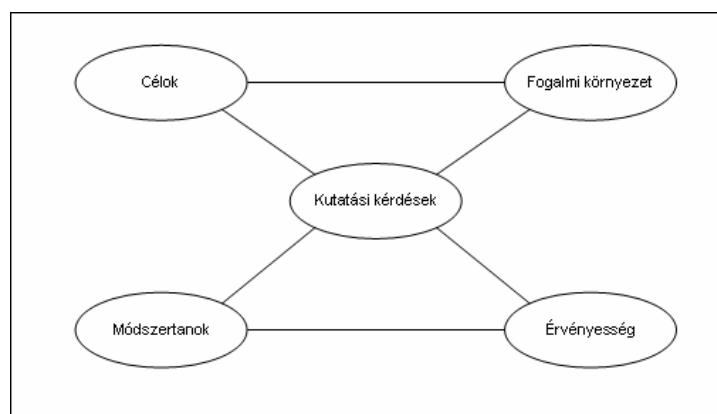 Célok
Fogalmi környezet
Kutatási kérdések
Módszertanok
Érvényesség